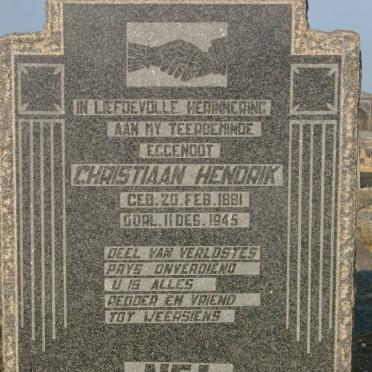 IN LIEFDEVOLLE HERINNERING
AAN MY TEERBEMINDE
EGGENOOT
CHRISTIAAN HENDRIK
GEB. 20 FEB. 1881
OORL. 11 DES. 1945
DEEL VAN VERLOSTES
PRYS ONVERDIEND
U IS ALLES
REDDER EN VRIEND
TOT WEERSIENS
NEL